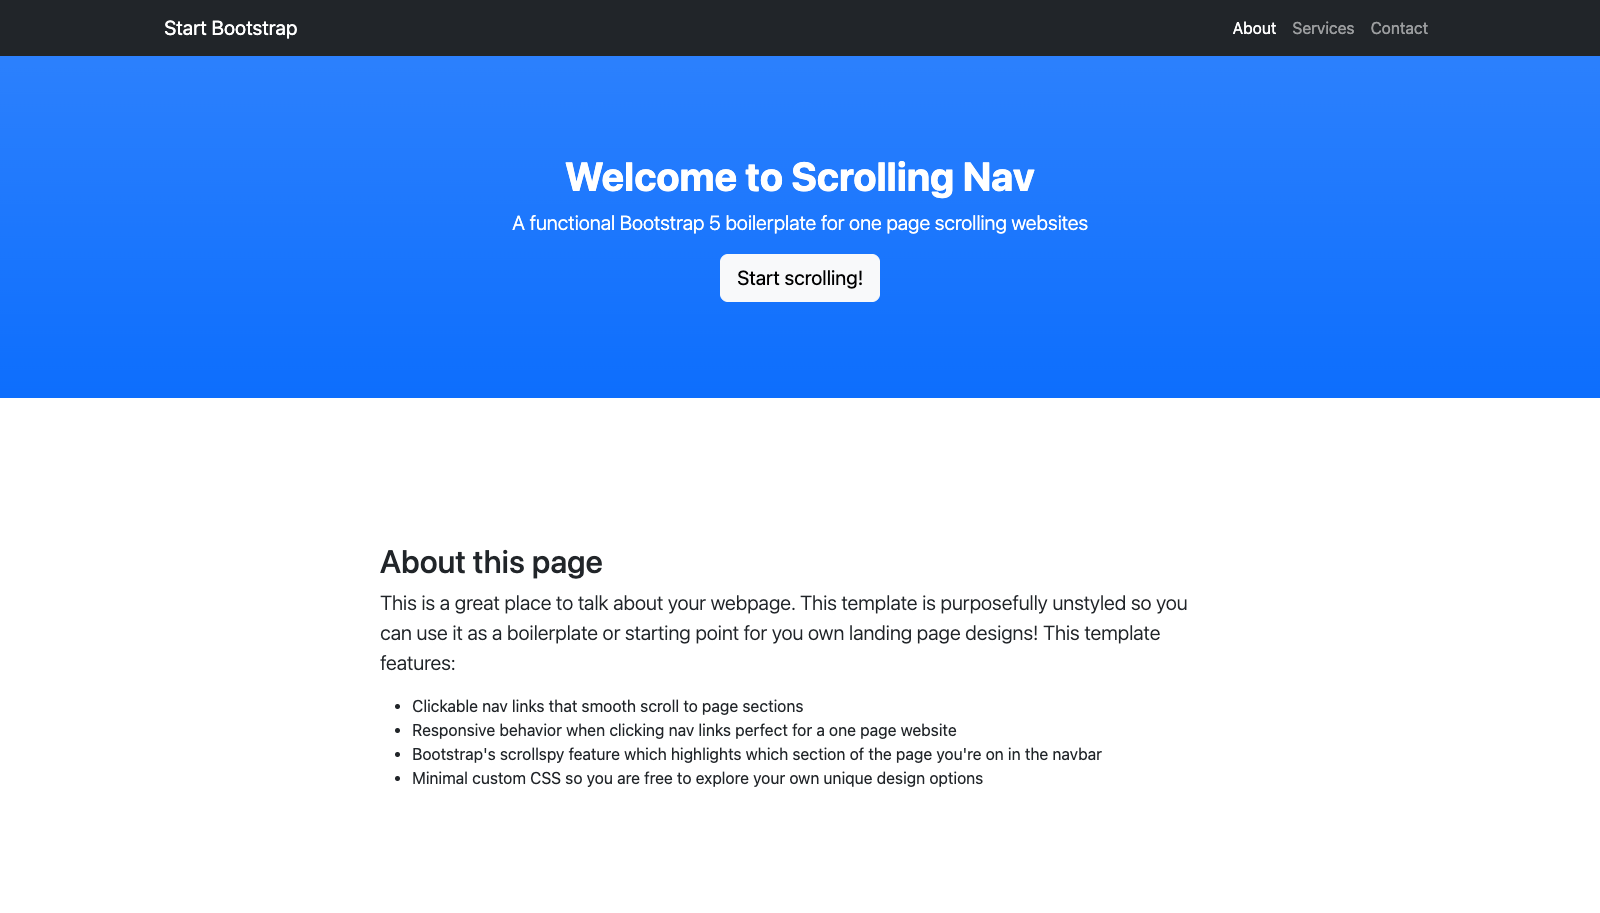 Start Bootstrap
About Services Contact
Welcome to Scrolling Nav
A functional Bootstrap 5 boilerplate for one page scrolling websites
Start scrolling!
About this page
This is a great place to talk about your webpage. This template is purposefully unstyled so you
can use it as a boilerplate or starting point for you own landing page designs! This template
features:
• Clickable nav links that smooth scroll to page sections
• Responsive behavior when clicking nav links perfect for a one page website
• Bootstrap's scrollspy feature which highlights which section of the page you're on in the navbar
• Minimal custom CSS so you are free to explore your own unique design options